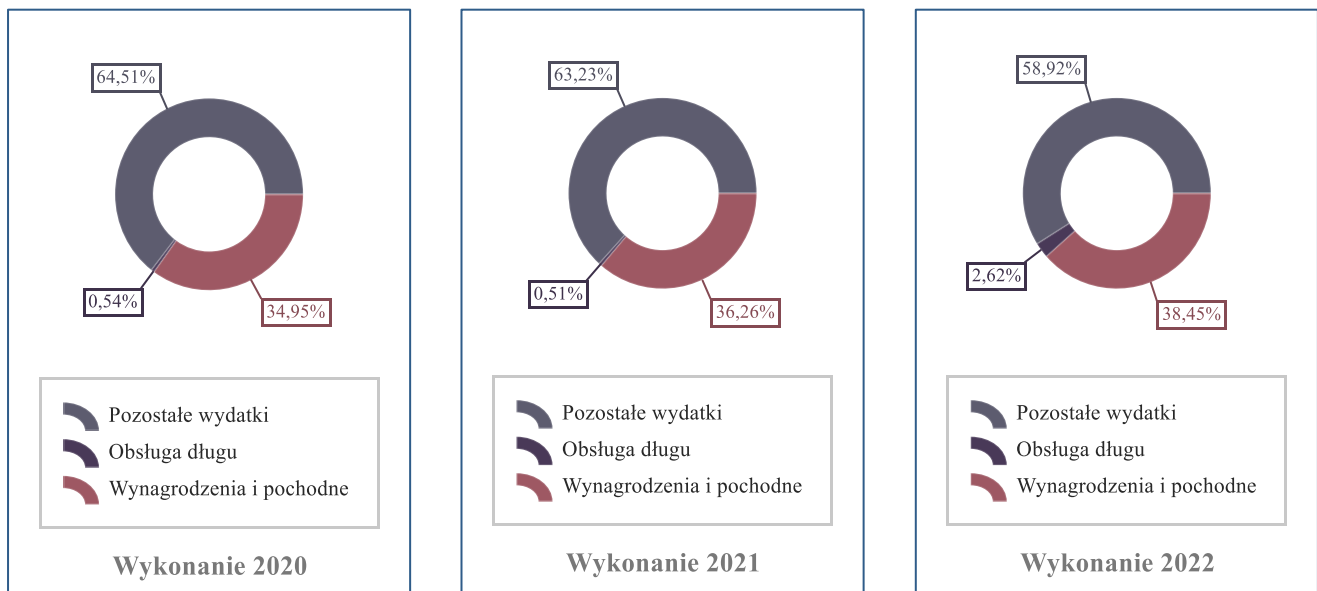 64,51%
0,54%
34,95%
Pozostałe wydatki
Obsługa długu
Wynagrodzenia i pochodne
Wykonanie 2020
63,23%
0,51%
36,26%
Pozostałe wydatki
Obsługa długu
Wynagrodzenia i pochodne
Wykonanie 2021
58,92%
2,62%
38,45%
Pozostałe wydatki
Obsługa długu
Wynagrodzenia i pochodne
Wykonanie 2022